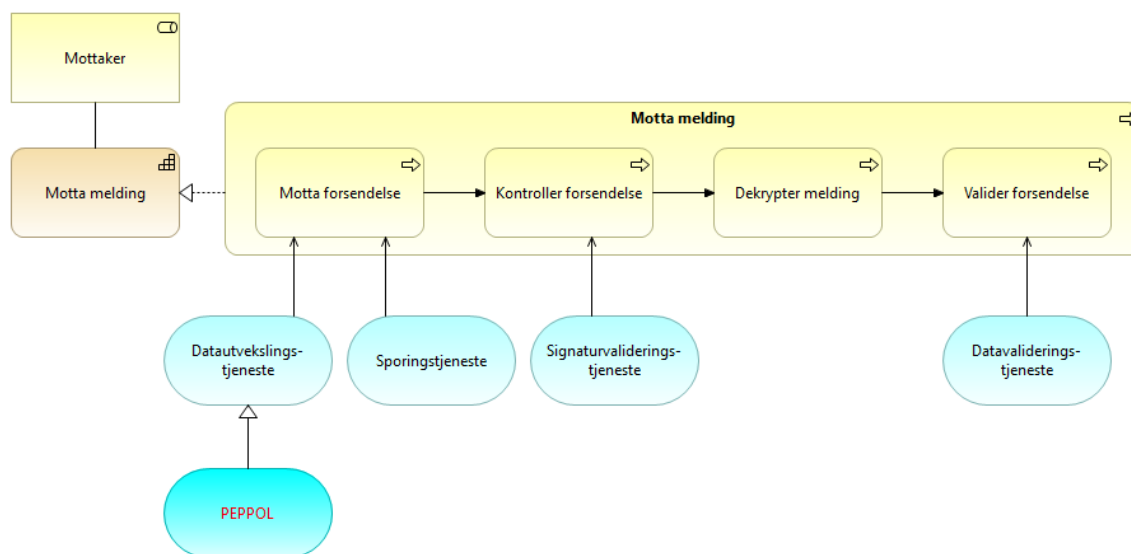 Mottaker
Motta melding
Motta melding
Motta forsendelse
Kontroller forsendelse
Dekrypter melding
Valider forsendelse
Datautvekslings-
tjeneste
Sporingstjeneste
Signaturvaliderings-
tjeneste
Datavaliderings-
tjeneste
PEPPOL